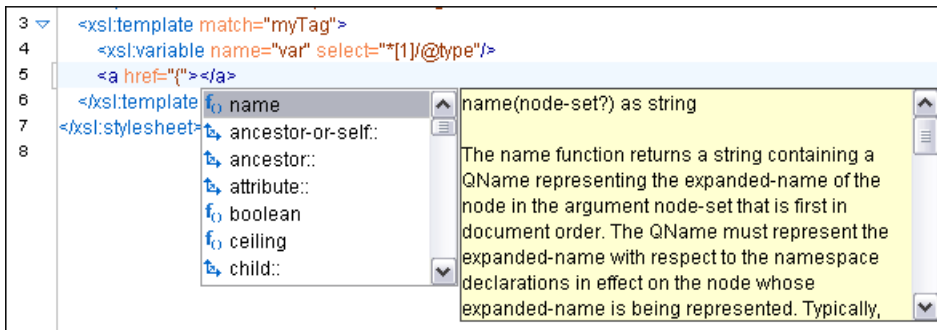 3 <xsl:template match="myTag">
4 <xsl:variable name="var" select="*[1]/@type"/>
5 <a href="{"></a>
6 </xsl:template
7 </xsl:stylesheet>
8
f() name
ancestor-or-self::
ancestor::
attribute::
f() boolean
f() ceiling
child::
name(node-set?) as string
The name function returns a string containing a
QName representing the expanded-name of the
node in the argument node-set that is first in
document order. The QName must represent the
expanded-name with respect to the namespace
declarations in effect on the node whose
expanded-name is being represented. Typically,